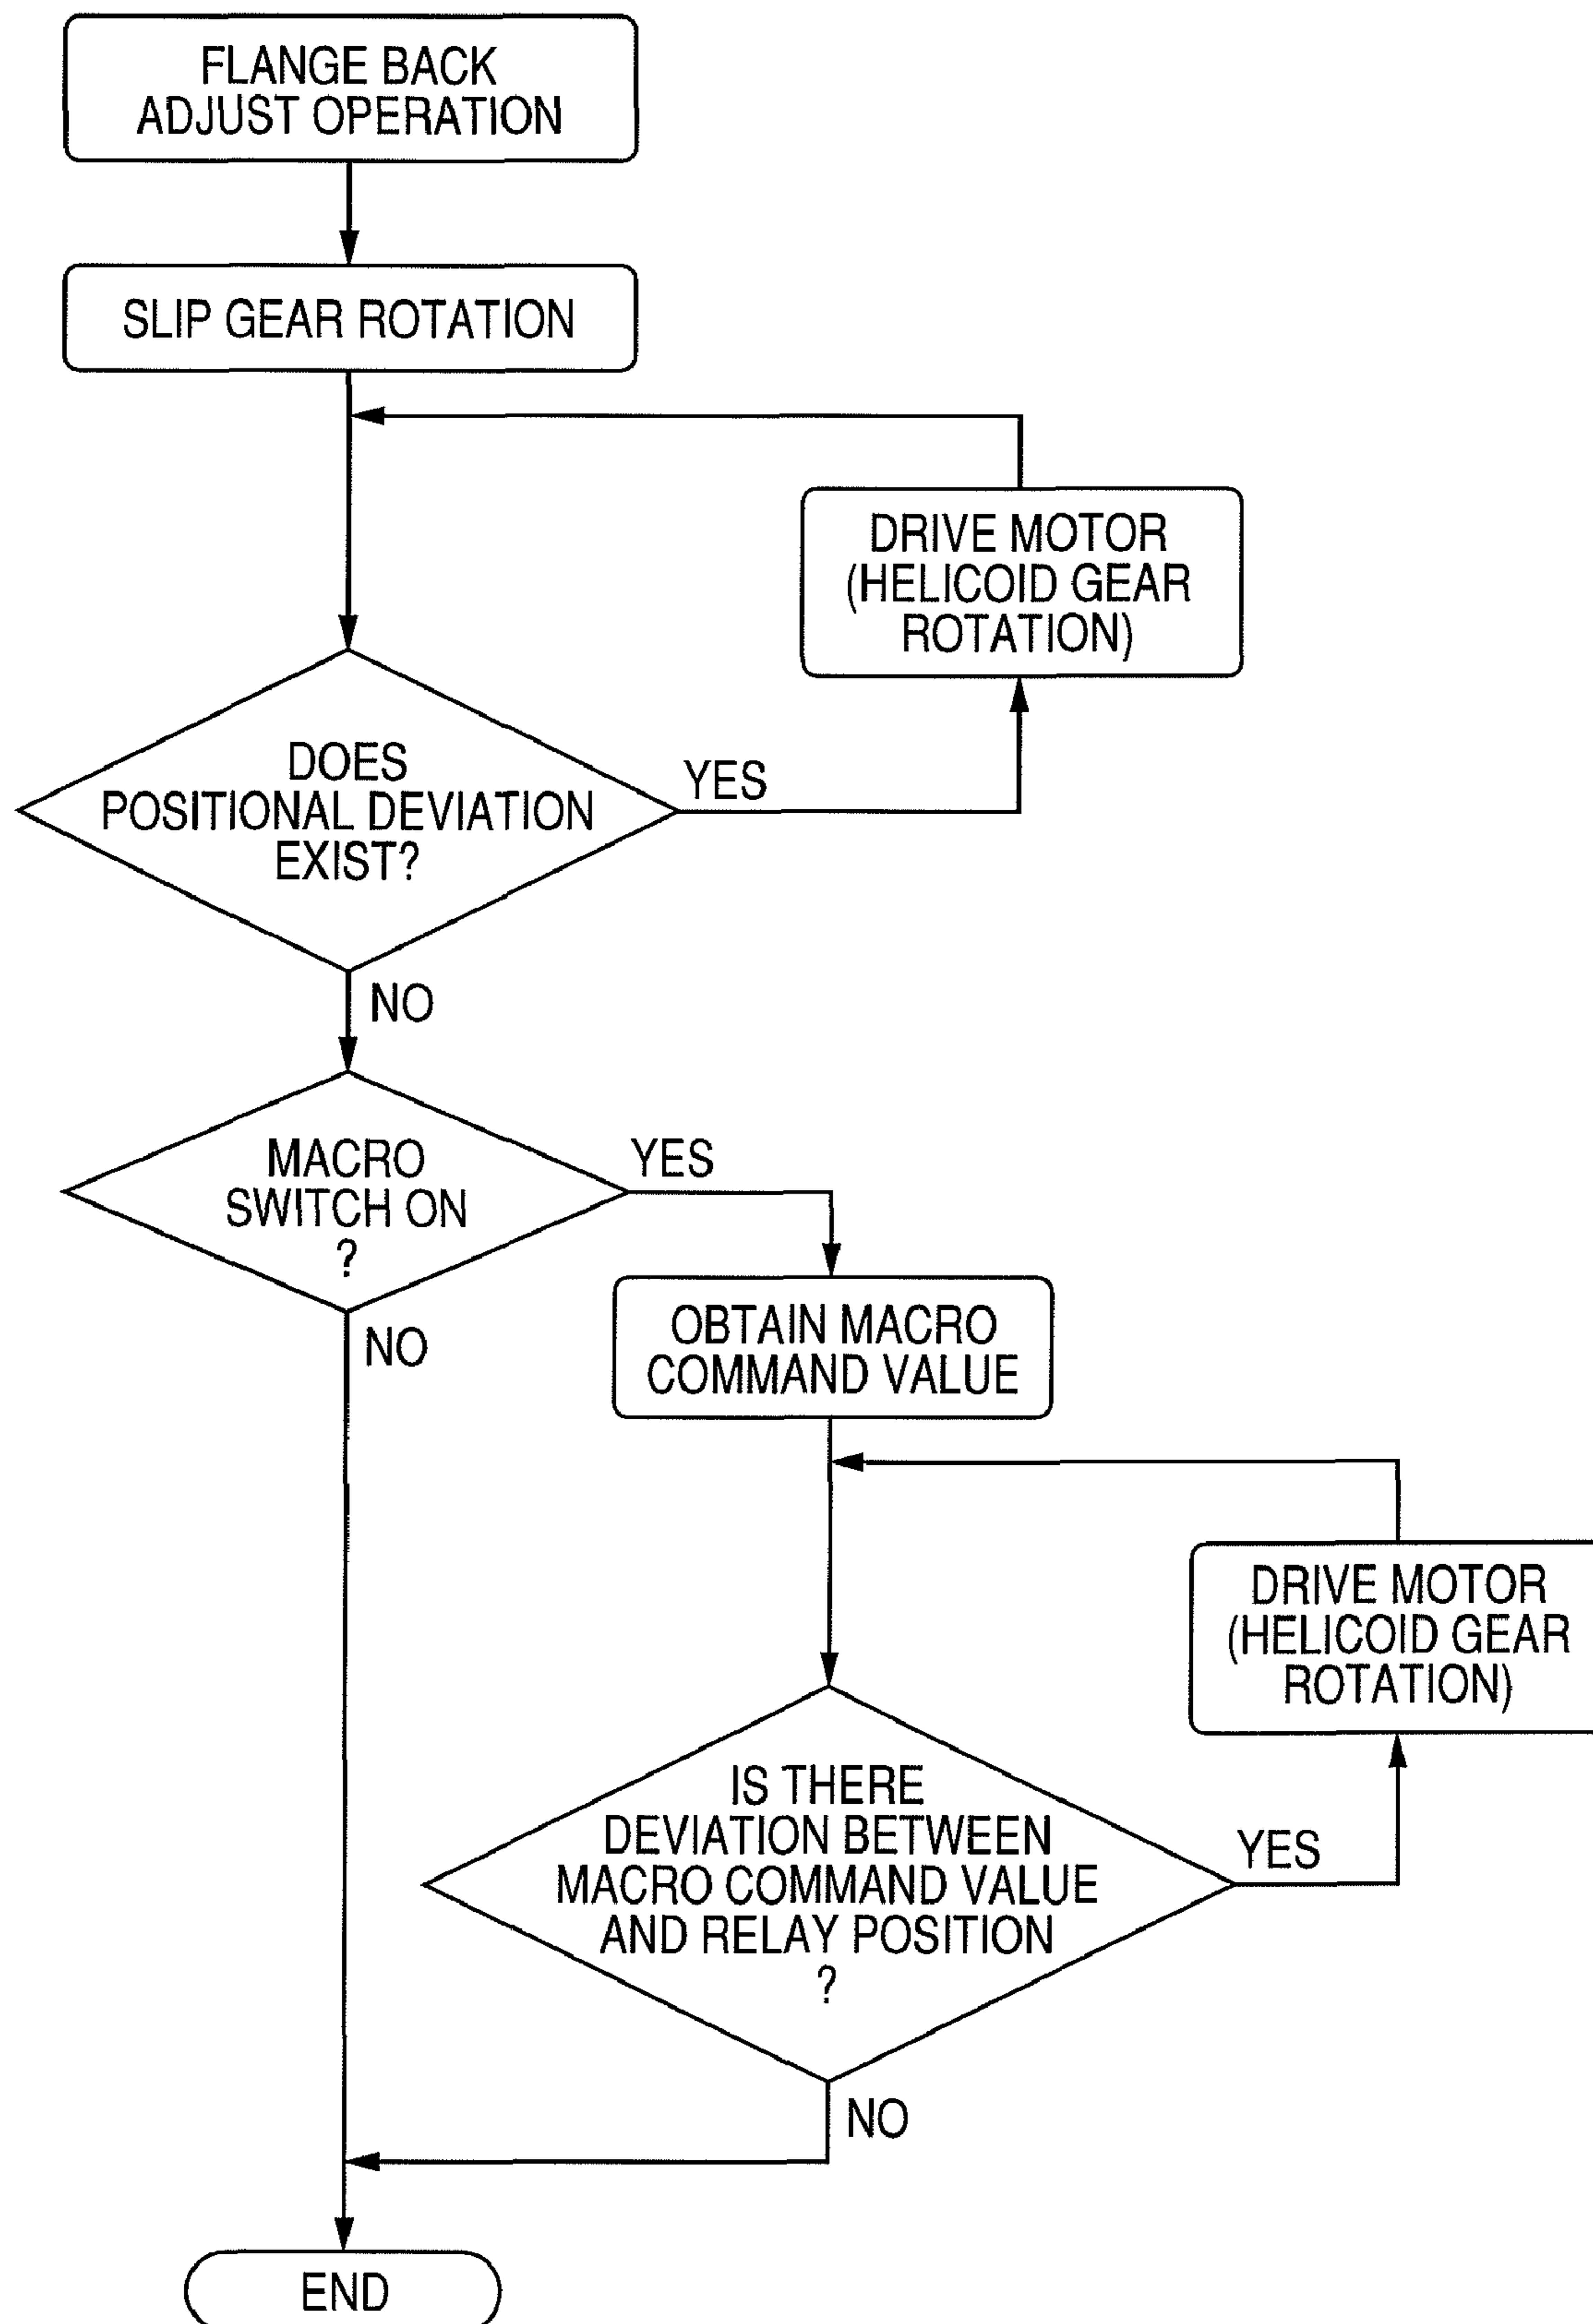 FLANGE BACK
ADJUST OPERATION
SLIP GEAR ROTATION
DRIVE MOTOR
(HELICOID GEAR
ROTATION)
DOES
POSITIONAL DEVIATION
EXIST?
YES
NO
MACRO
SWITCH ON
?
YES
NO
OBTAIN MACRO
COMMAND VALUE
DRIVE MOTOR
(HELICOID GEAR
ROTATION)
IS THERE
DEVIATION BETWEEN
MACRO COMMAND VALUE
AND RELAY POSITION
?
YES
NO
END